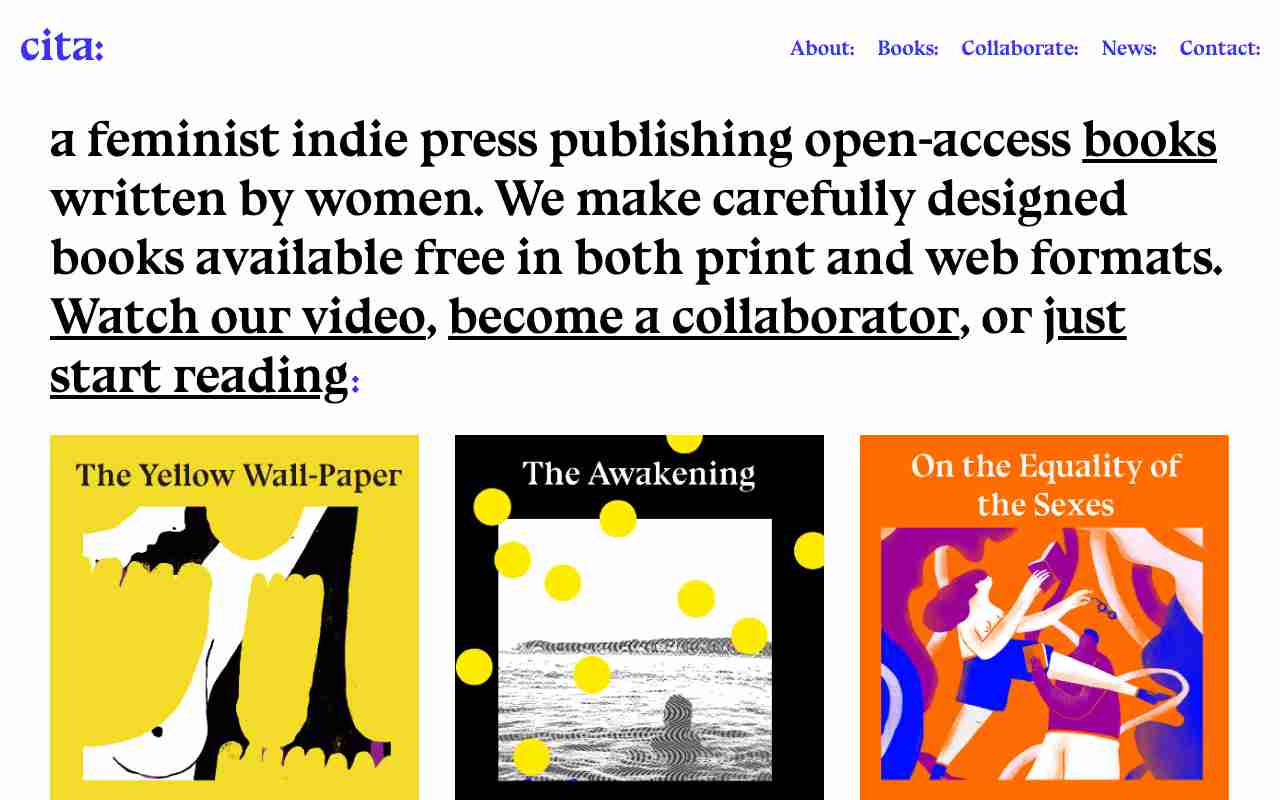 cita:
About: Books: Collaborate: News: Contact:
a feminist indie press publishing open-access books
written by women. We make carefully designed
books available free in both print and web formats.
Watch our video, become a collaborator, or just
start reading:
The Yellow Wall-Paper
The Awakening
On the Equality of
the Sexes